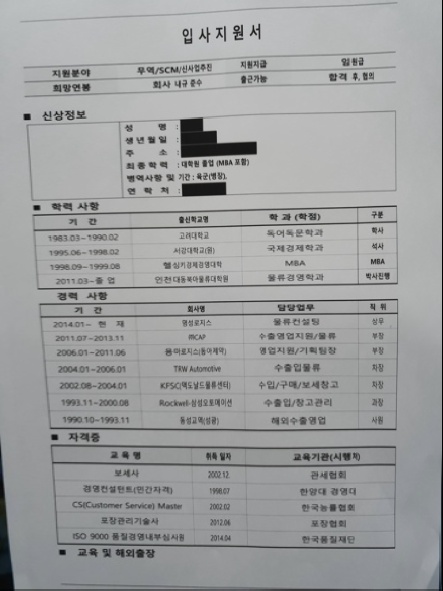 입사지원서
지원분야 무역/SCM/신사업추진 지원직급 임원급
희망연봉 회사 내규 준수 출근가능 합격 후, 협의
■ 신상정보
성 명 :
생년월일 :
주 소 :
최종학력 : 대학원 졸업 (MBA 포함)
병역사항 및 기간 : 육군(병장),
연 락 처 :
■ 학력 사항
기 간 출신학교명 학 과 (학점) 구분
1983.03~1990.02 고려대학교 독어독문학과 학사
1995.06~1998.02 서강대학교(원) 국제경제학과 석사
1998.09~1999.08 헬싱키경제경영대학 MBA MBA
2011.03~졸 업 인천대동북아물류대학원 물류경영학과 박사진행
■ 경력 사항
기 간 회사명 담당업무 직 위
2014.01~ 현 재 명성로지스 물류컨설팅 상무
2011.07~2013.11 mCAP 수출영업지원/물류 부장
2006.01~2011.06 용마로지스(동아제약) 영업지원/기획팀장 부장
2004.01~2006.01 TRW Automotive 수출입물류 차장
2002.08~2004.01 KFSC(맥도날드물류센터) 수입/구매/보세창고 차장
1993.11~2000.08 Rockwell-삼성오토메이션 수출입/창고관리 과장
1990.10~1993.11 동성교역(성광) 해외수출영업 사원
■ 자격증
교육명 취득 일자 교육기관(시행처)
보세사 2002.12. 관세협회
경영컨설턴트(민간자격) 1998.07 한양대 경영대
CS(Customer Service) Master 2002.02 한국능률협회
포장관리기술사 2012.06 포장협회
ISO 9000 품질경영내부심사원 2014.04 한국품질재단
■ 교육 및 해외출장